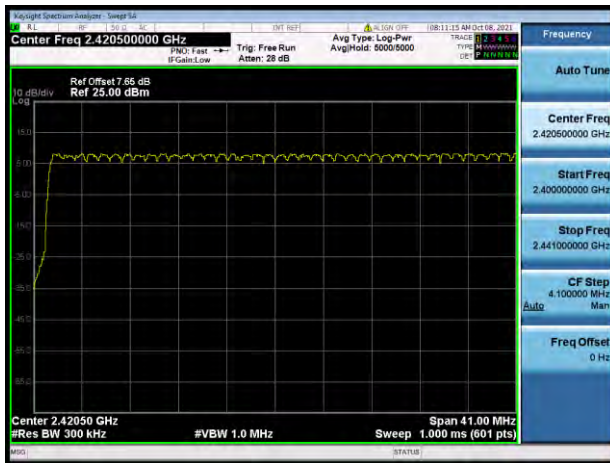 Keysight Spectrum Analyzer - Swept SA
RL RF 50 Ω AC INT REF ALIGN OFF 08:11:15 AM Oct 08, 2021
Center Freq 2.420500000 GHz
PNO: Fast
IFGain:Low
Trig: Free Run
Atten: 28 dB
Avg Type: Log-Pwr
Avg|Hold: 5000/5000
TRACE 1 2 3 4 5 6
TYPE M W W W W W
DET P N N N N N
Ref Offset 7.65 dB
Ref 25.00 dBm
10 dB/div
Log
15.0
5.00
-5.00
-15.0
-25.0
-35.0
-45.0
-55.0
-65.0
Center 2.42050 GHz
Span 41.00 MHz
#Res BW 300 kHz
#VBW 1.0 MHz
Sweep 1.000 ms (601 pts)
MSG
STATUS
Frequency
Auto Tune
Center Freq
2.420500000 GHz
Start Freq
2.400000000 GHz
Stop Freq
2.441000000 GHz
CF Step
4.100000 MHz
Auto Man
Freq Offset
0 Hz